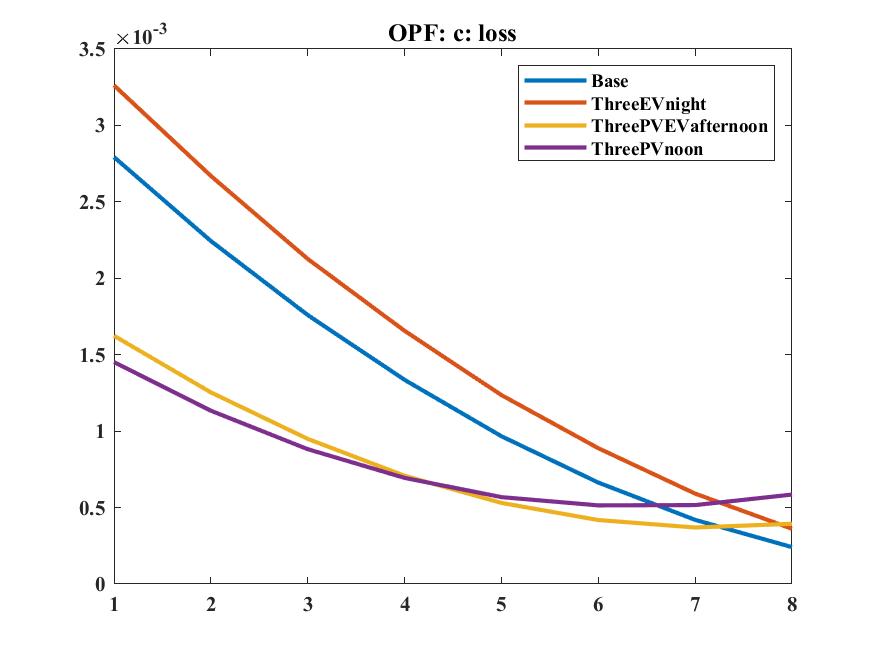 OPF: c: loss
×10-3
3.5
3
2.5
2
1.5
1
0.5
0
1 2 3 4 5 6 7 8
Base
ThreeEVnight
ThreePVEVafternoon
ThreePVnoon